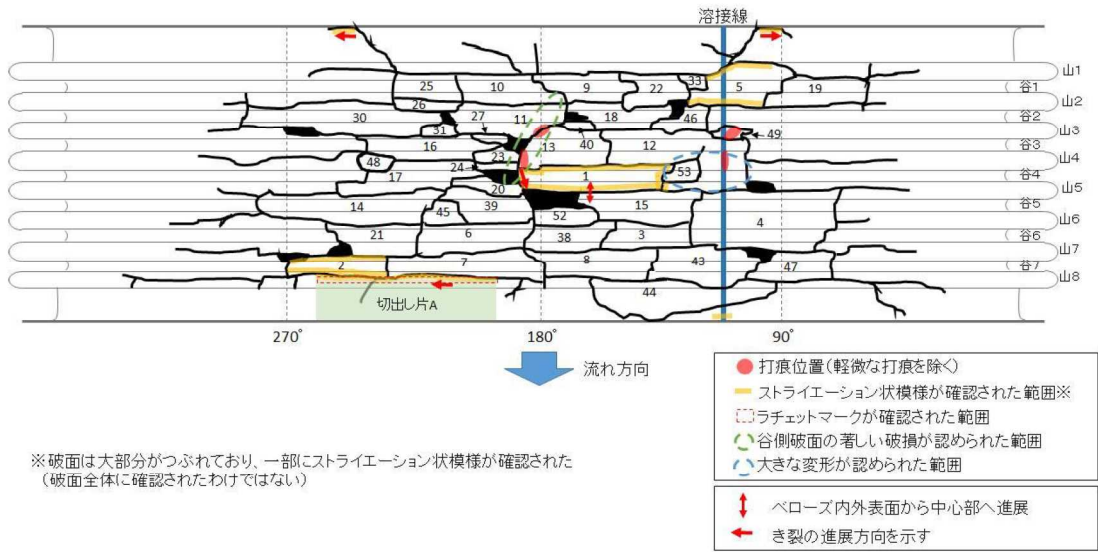 溶接線
山1
谷1
山2
谷2
山3
谷3
山4
谷4
山5
谷5
山6
谷6
山7
谷7
山8
25
10
9
22
33
5
19
26
30
27
11
18
46
31
16
40
13
12
49
23
48
24
17
1
53
20
14
45
39
52
15
4
21
6
38
3
2
7
8
43
47
44
切出し片A
270°
180°
90°
流れ方向
打痕位置(軽微な打痕を除く)
ストライエーション状模様が確認された範囲※
ラチェットマークが確認された範囲
谷側破面の著しい破損が認められた範囲
大きな変形が認められた範囲
ベローズ内外表面から中心部へ進展
き裂の進展方向を示す
※破面は大部分がつぶれており、一部にストライエーション状模様が確認された
(破面全体に確認されたわけではない)